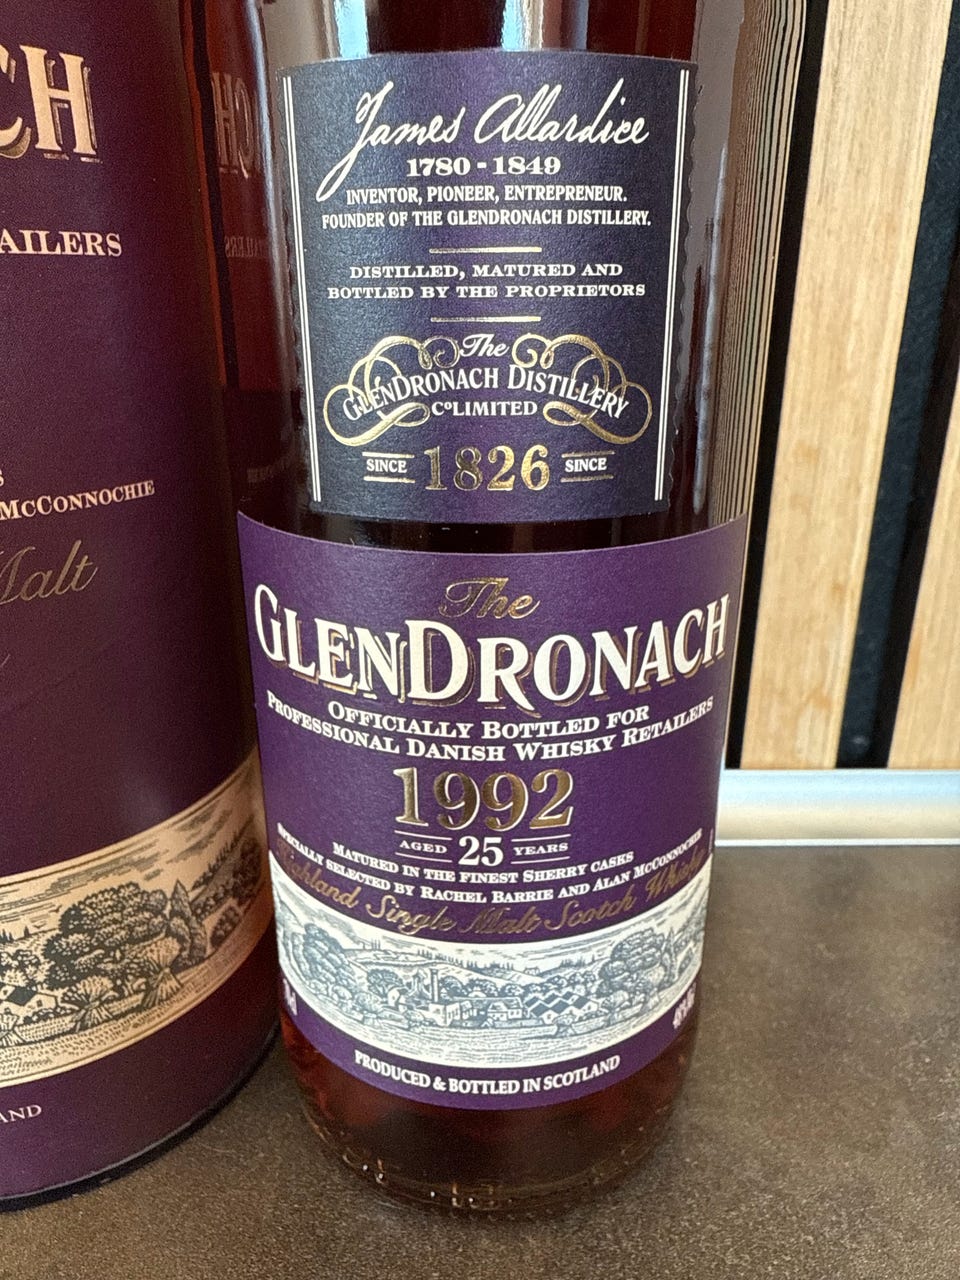 CH
AILERS
McConnochie
Malt
AND
James Allardice
1780 - 1849
INVENTOR, PIONEER, ENTREPRENEUR.
FOUNDER OF THE GLENDRONACH DISTILLERY.
DISTILLED, MATURED AND
BOTTLED BY THE PROPRIETORS
The
GLENDRONACH DISTILLERY
Cº LIMITED
SINCE 1826 SINCE
The
GLENDRONACH
OFFICIALLY BOTTLED FOR
PROFESSIONAL DANISH WHISKY RETAILERS
1992
AGED 25 YEARS
MATURED IN THE FINEST SHERRY CASKS
SPECIALLY SELECTED BY RACHEL BARRIE AND ALAN McCONNOCHIE
Highland Single Malt Scotch Whisky
PRODUCED & BOTTLED IN SCOTLAND